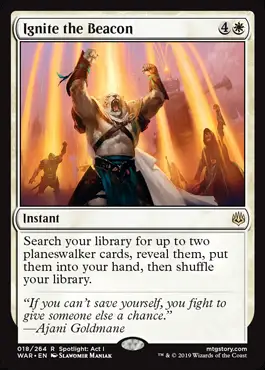 Ignite the Beacon 4
Instant
Search your library for up to two
planeswalker cards, reveal them, put
them into your hand, then shuffle
your library.
“If you can’t save yourself, you fight to
give someone else a chance.”
—Ajani Goldmane
018/264 R Spotlight: Act I
WAR • EN Slawomir Maniak
mtgstory.com
™ & © 2019 Wizards of the Coast